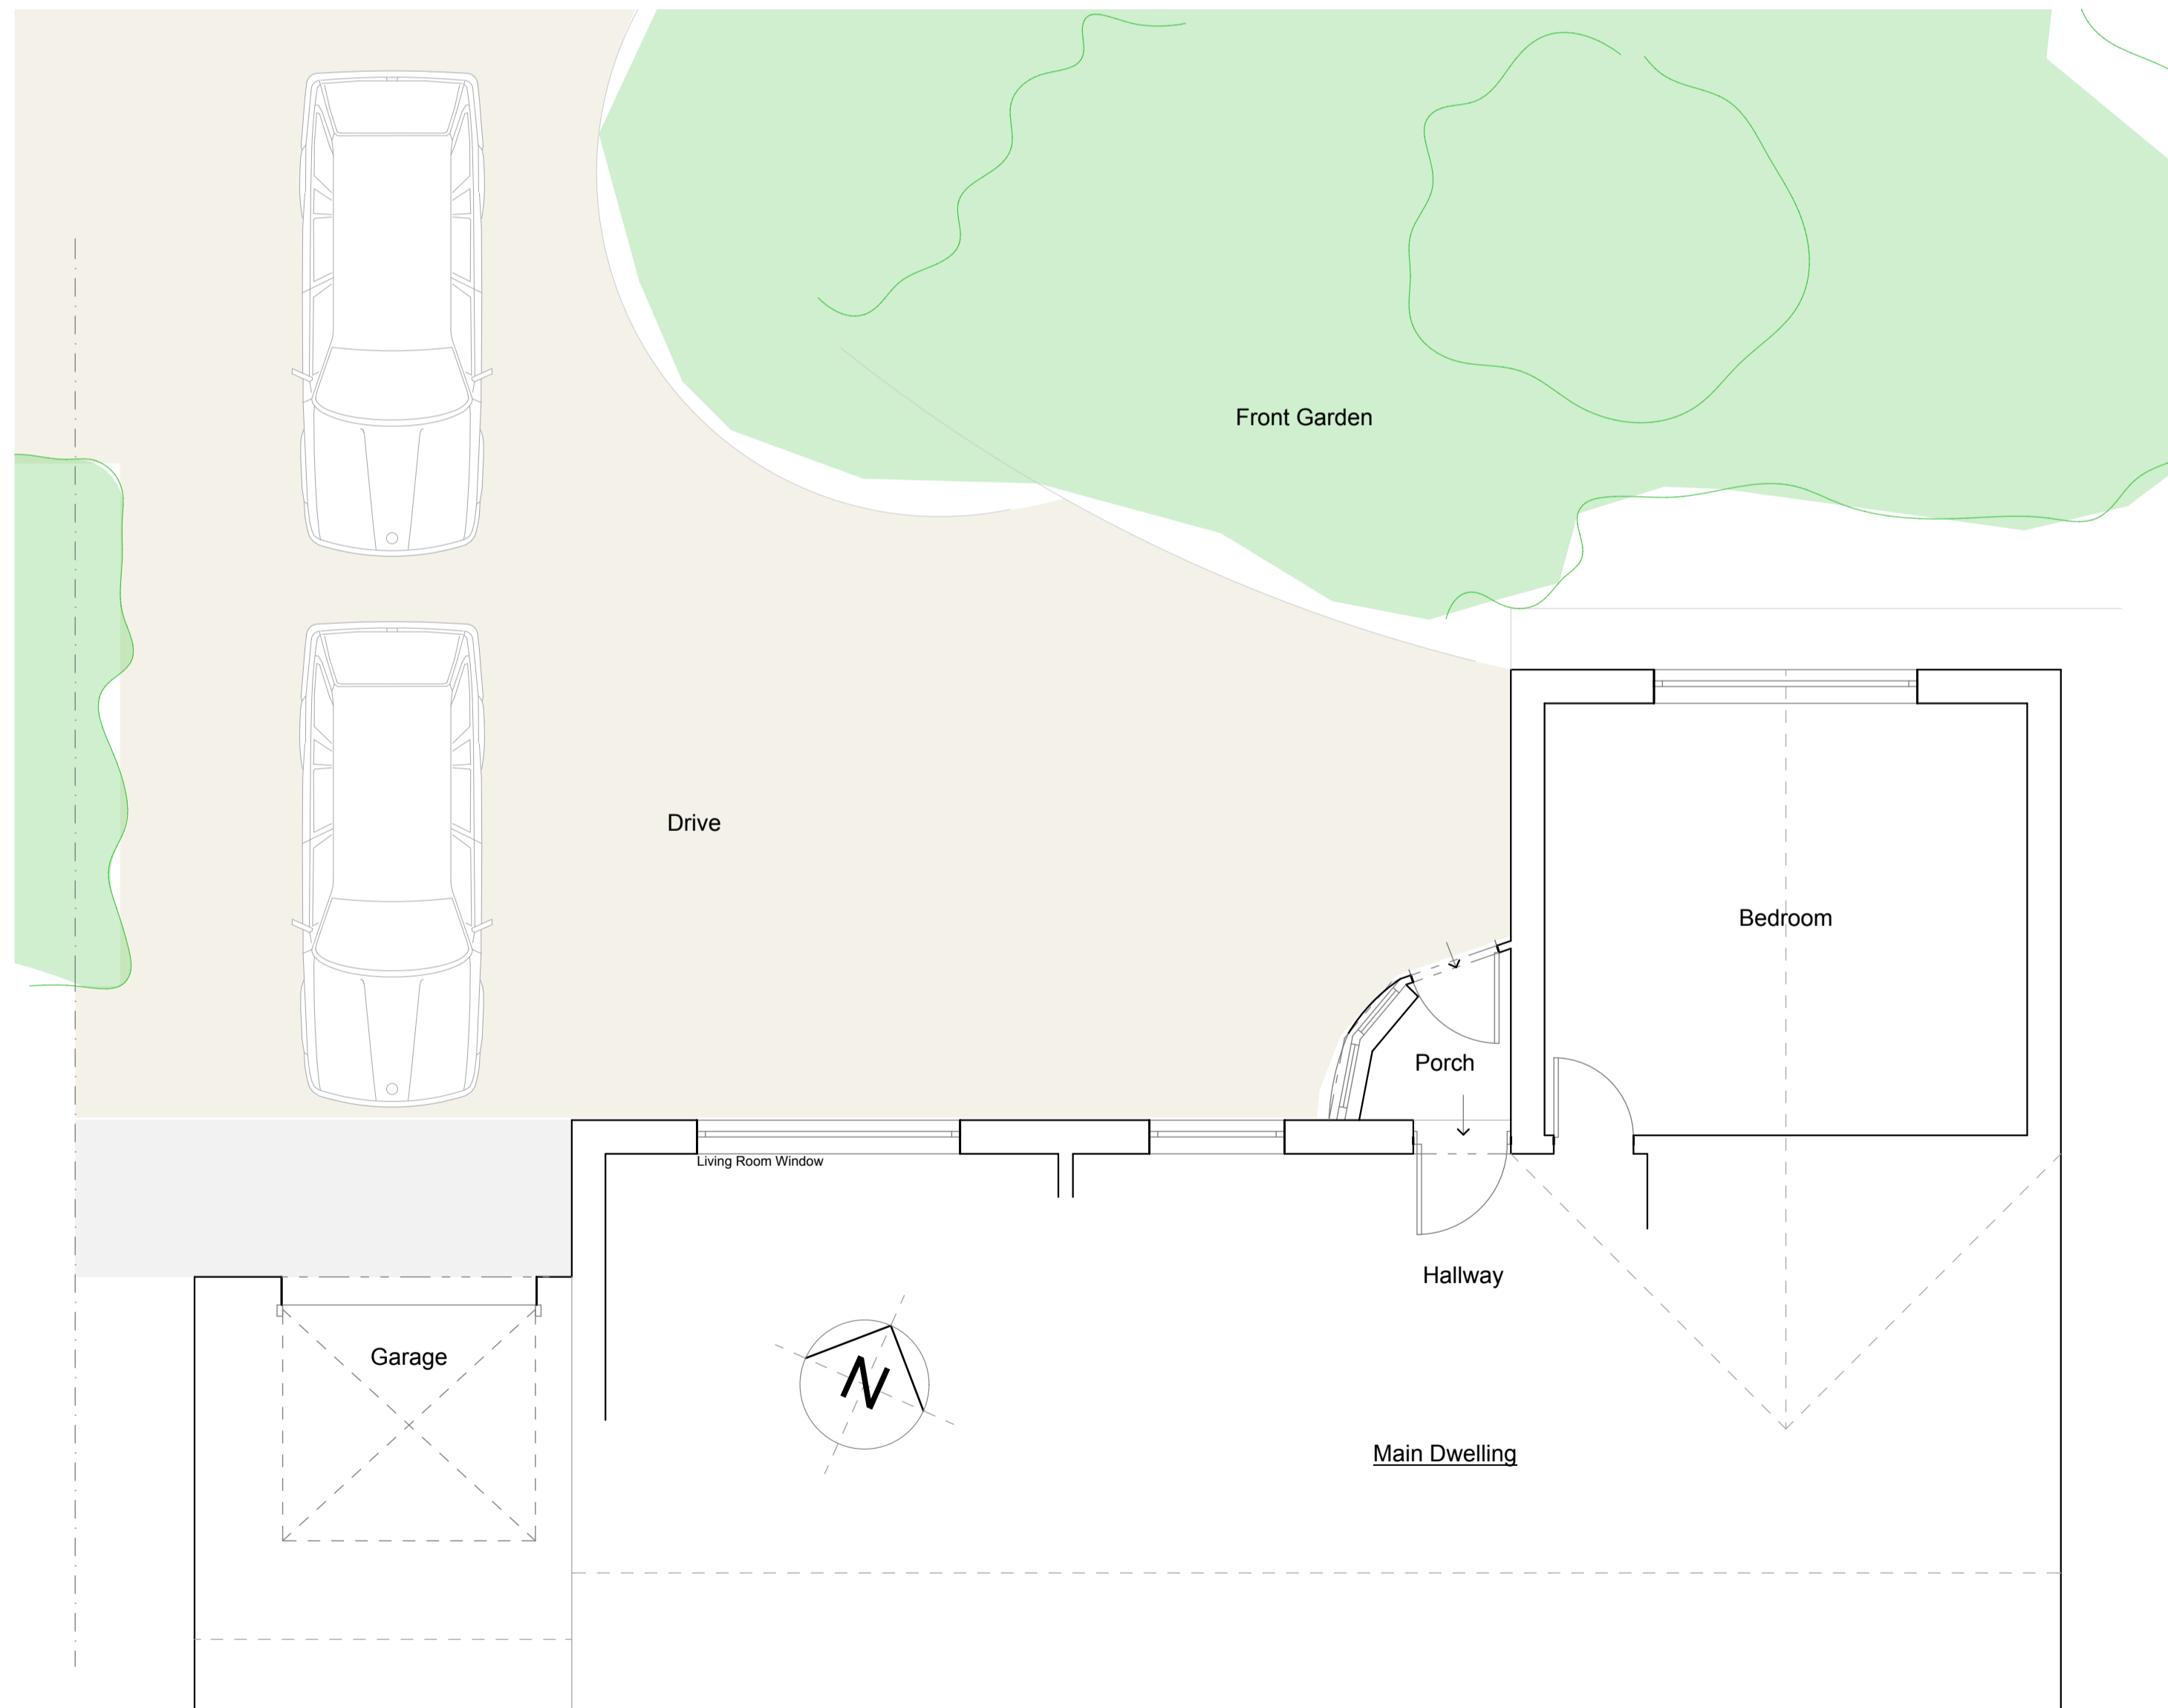 Front Garden
Drive
Bedroom
Porch
Living Room Window
Hallway
Garage
N
Main Dwelling